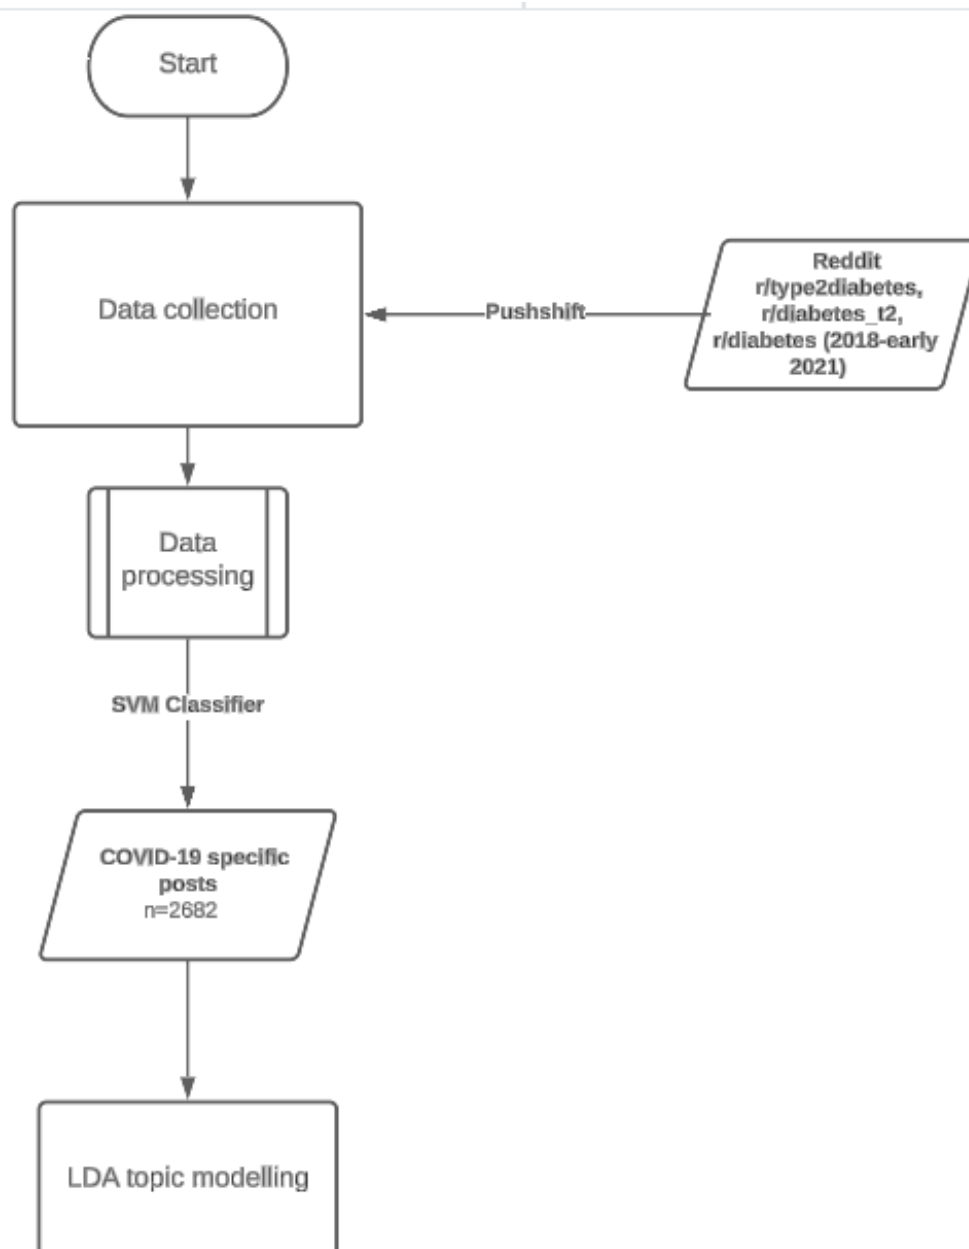 Start
Data collection
Pushshift
Reddit
r/type2diabetes,
r/diabetes_t2,
r/diabetes (2018-early
2021)
Data
processing
SVM Classifier
COVID-19 specific
posts
n=2682
LDA topic modelling